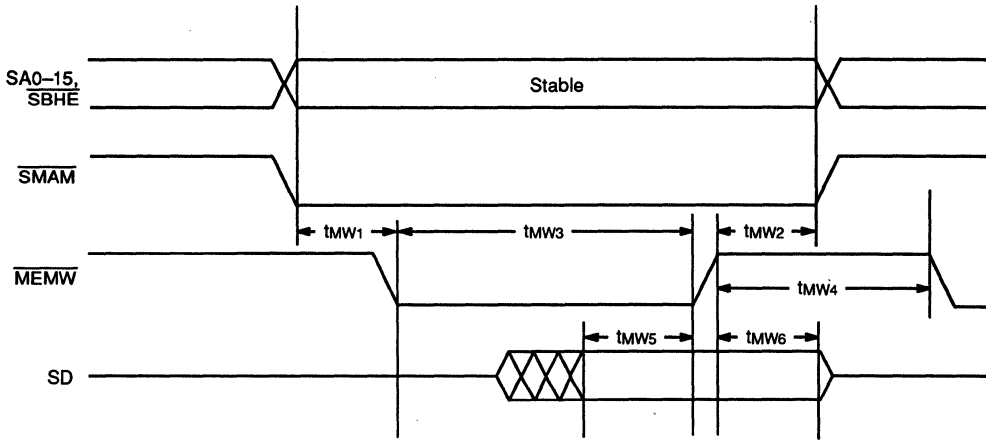 SA0–15,
SBHE
Stable
SMAM
tMW1
tMW3
tMW2
MEMW
tMW4
tMW5
tMW6
SD